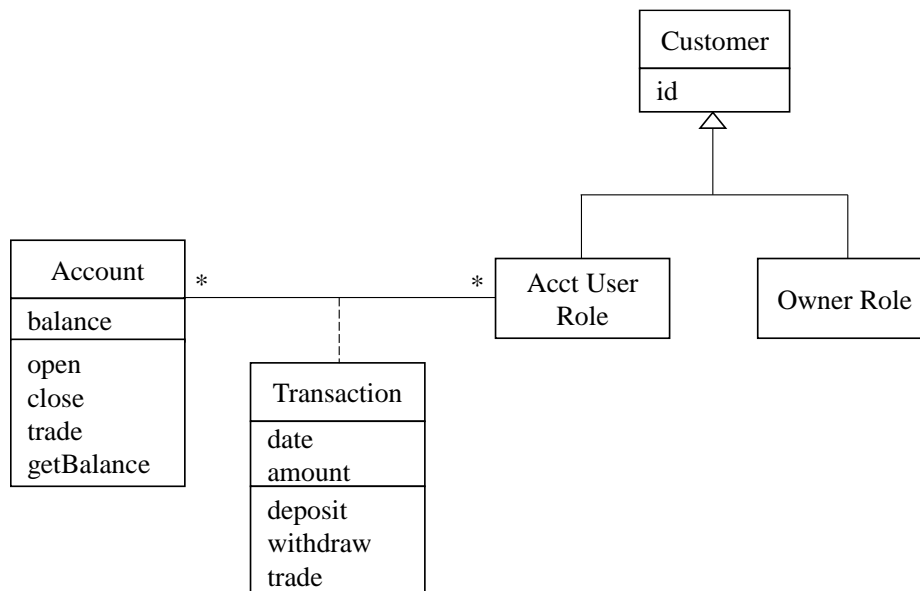 Customer
id
Account
balance
open
close
trade
getBalance
*
*
Acct User
Role
Owner Role
Transaction
date
amount
deposit
withdraw
trade